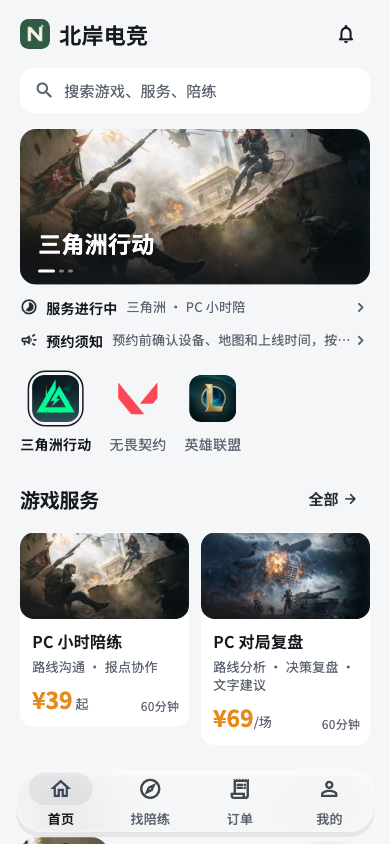 N 北岸电竞
搜索游戏、服务、陪练
三角洲行动
服务进行中 三角洲 · PC 小时陪
预约须知 预约前确认设备、地图和上线时间，按…
三角洲行动 无畏契约 英雄联盟
游戏服务 全部 →
PC 小时陪练
路线沟通 · 报点协作
¥39 起 60分钟
PC 对局复盘
路线分析 · 决策复盘 ·
文字建议
¥69/场 60分钟
首页 找陪练 订单 我的